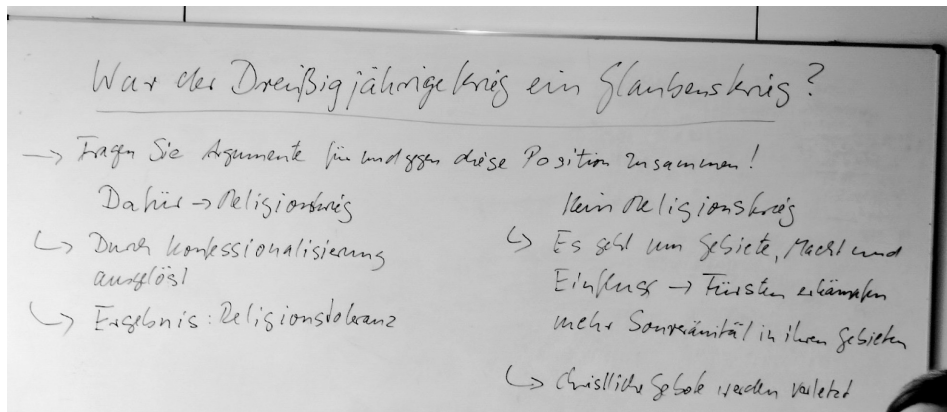 War der Dreißigjährige Krieg ein Glaubenskrieg?
→ Tragen Sie Argumente für und gegen diese Position zusammen!
Dafür → Religionskrieg
↳ Durch Konfessionalisierung
ausgelöst
↳ Ergebnis: Religionstoleranz
Kein Religionskrieg
↳ Es geht um Gebiete, Macht und
Einfluss → Fürsten erkämpfen
mehr Souveränität in ihren Gebieten
↳ Christliche Gebote werden verletzt